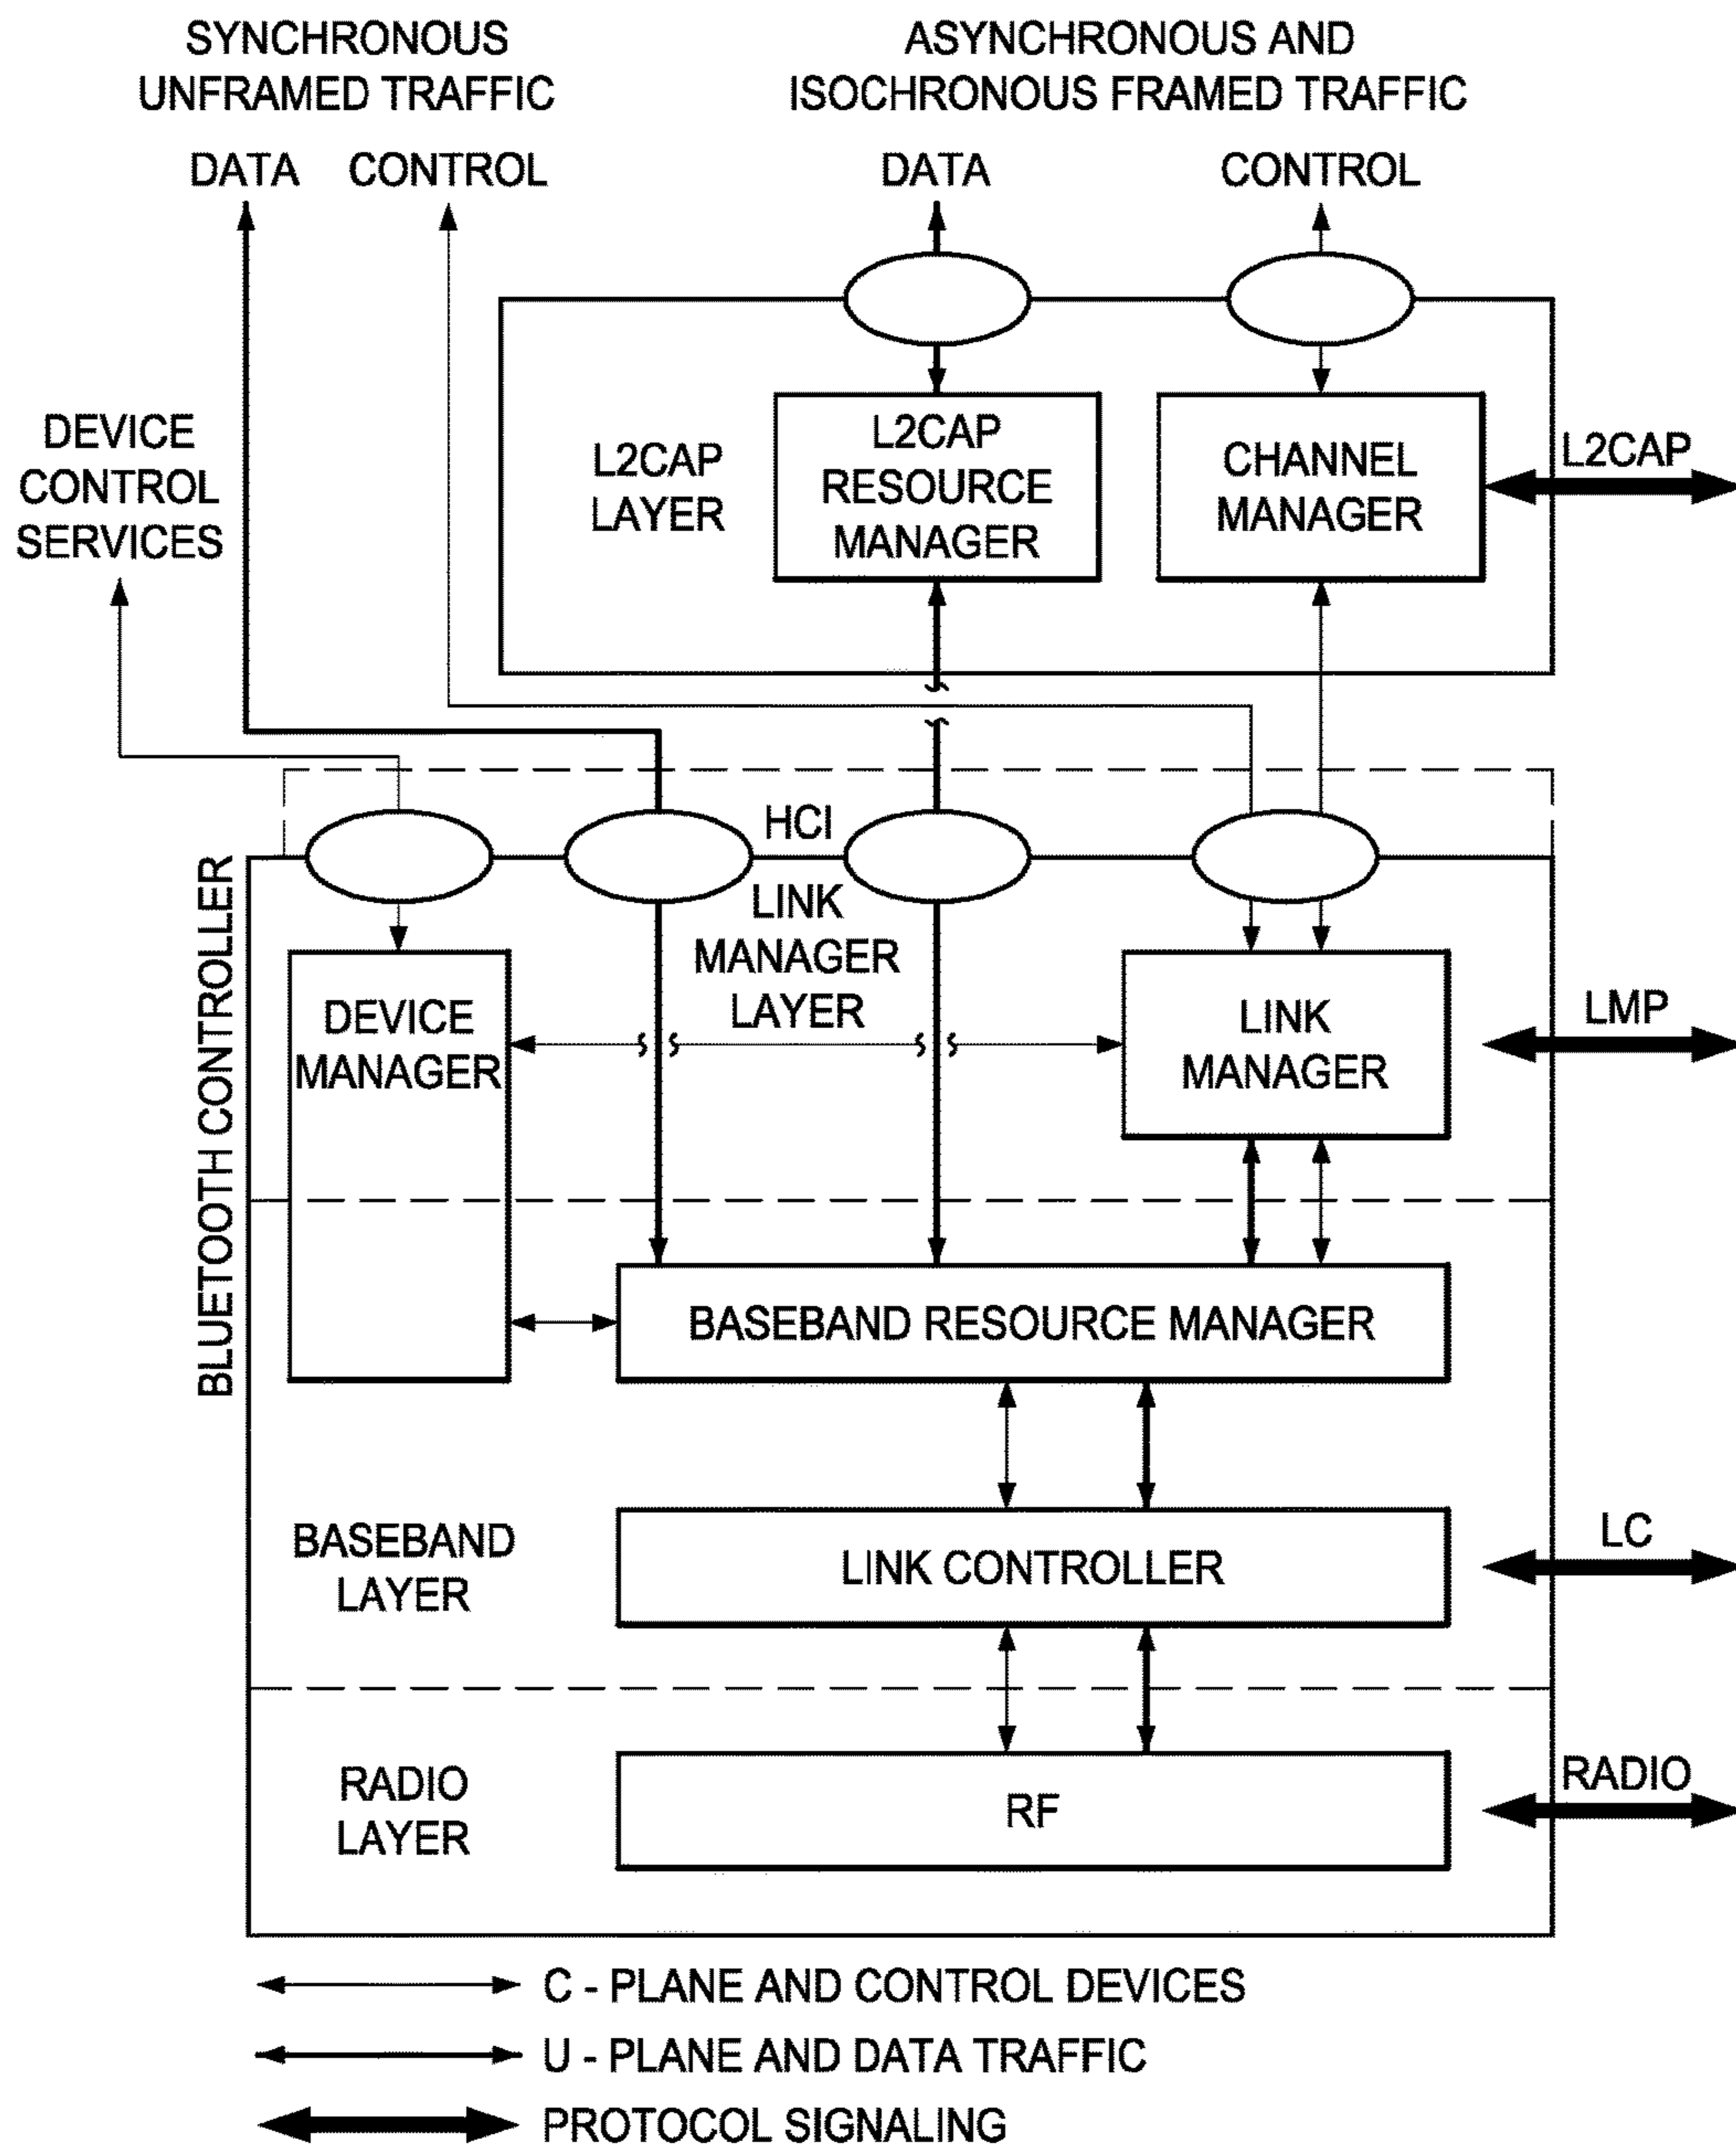 SYNCHRONOUS
UNFRAMED TRAFFIC
ASYNCHRONOUS AND
ISOCHRONOUS FRAMED TRAFFIC
DATA
CONTROL
DATA
CONTROL
DEVICE
CONTROL
SERVICES
L2CAP
LAYER
L2CAP
RESOURCE
MANAGER
CHANNEL
MANAGER
L2CAP
HCI
BLUETOOTH CONTROLLER
LINK
MANAGER
LAYER
DEVICE
MANAGER
LINK
MANAGER
LMP
BASEBAND RESOURCE MANAGER
BASEBAND
LAYER
LINK CONTROLLER
LC
RADIO
LAYER
RF
RADIO
C - PLANE AND CONTROL DEVICES
U - PLANE AND DATA TRAFFIC
PROTOCOL SIGNALING